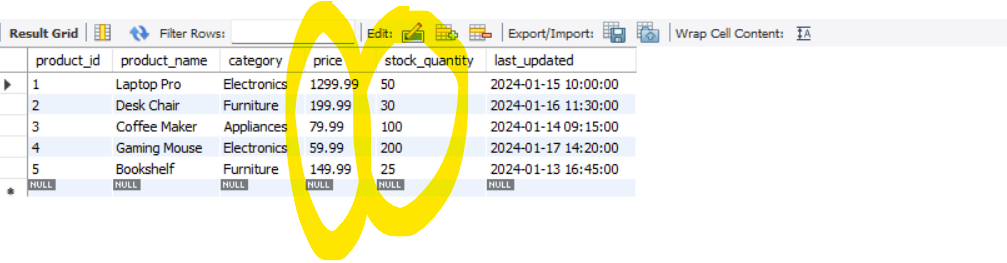 Result Grid Filter Rows: Edit: Export/Import: Wrap Cell Content: IA
product_id product_name category price stock_quantity last_updated
1 Laptop Pro Electronics 1299.99 50 2024-01-15 10:00:00
2 Desk Chair Furniture 199.99 30 2024-01-16 11:30:00
3 Coffee Maker Appliances 79.99 100 2024-01-14 09:15:00
4 Gaming Mouse Electronics 59.99 200 2024-01-17 14:20:00
5 Bookshelf Furniture 149.99 25 2024-01-13 16:45:00
NULL NULL NULL NULL NULL NULL